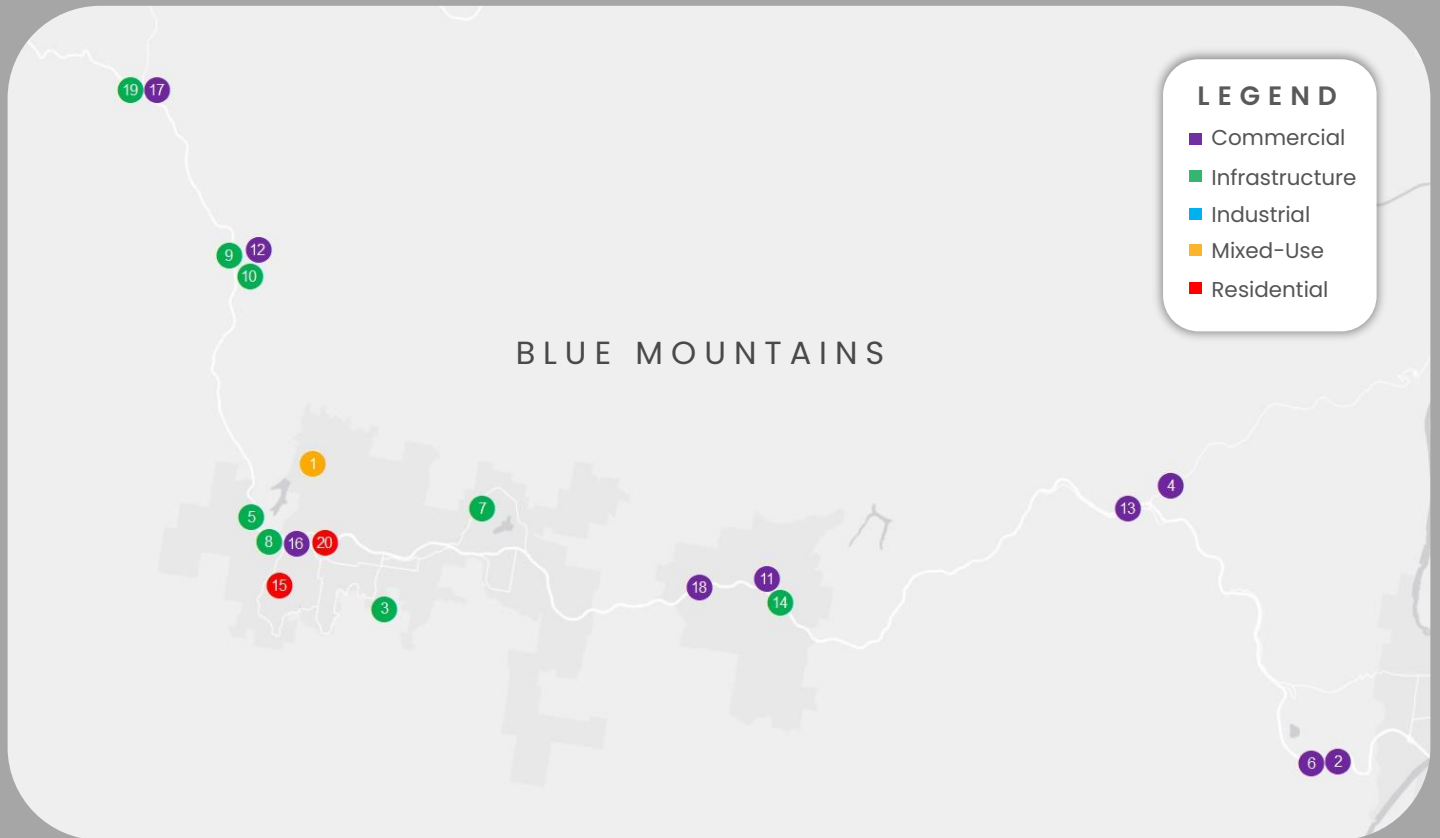 19 17
LEGEND
Commercial
Infrastructure
Industrial
Mixed-Use
Residential
9 12
10
BLUE MOUNTAINS
1
4
5
7
13
8 16 20
15
18 11
3
14
6 2